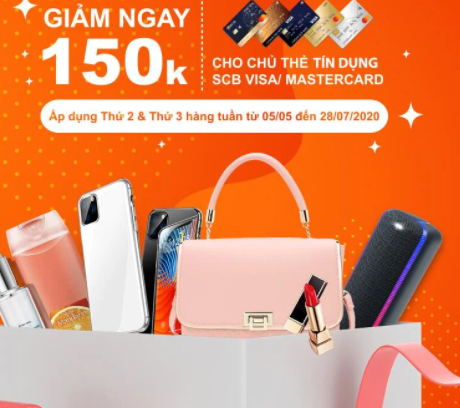 GIẢM NGAY
150k
CHO CHỦ THẺ TÍN DỤNG
SCB VISA/ MASTERCARD
Áp dụng Thứ 2 & Thứ 3 hàng tuần từ 05/05 đến 28/07/2020